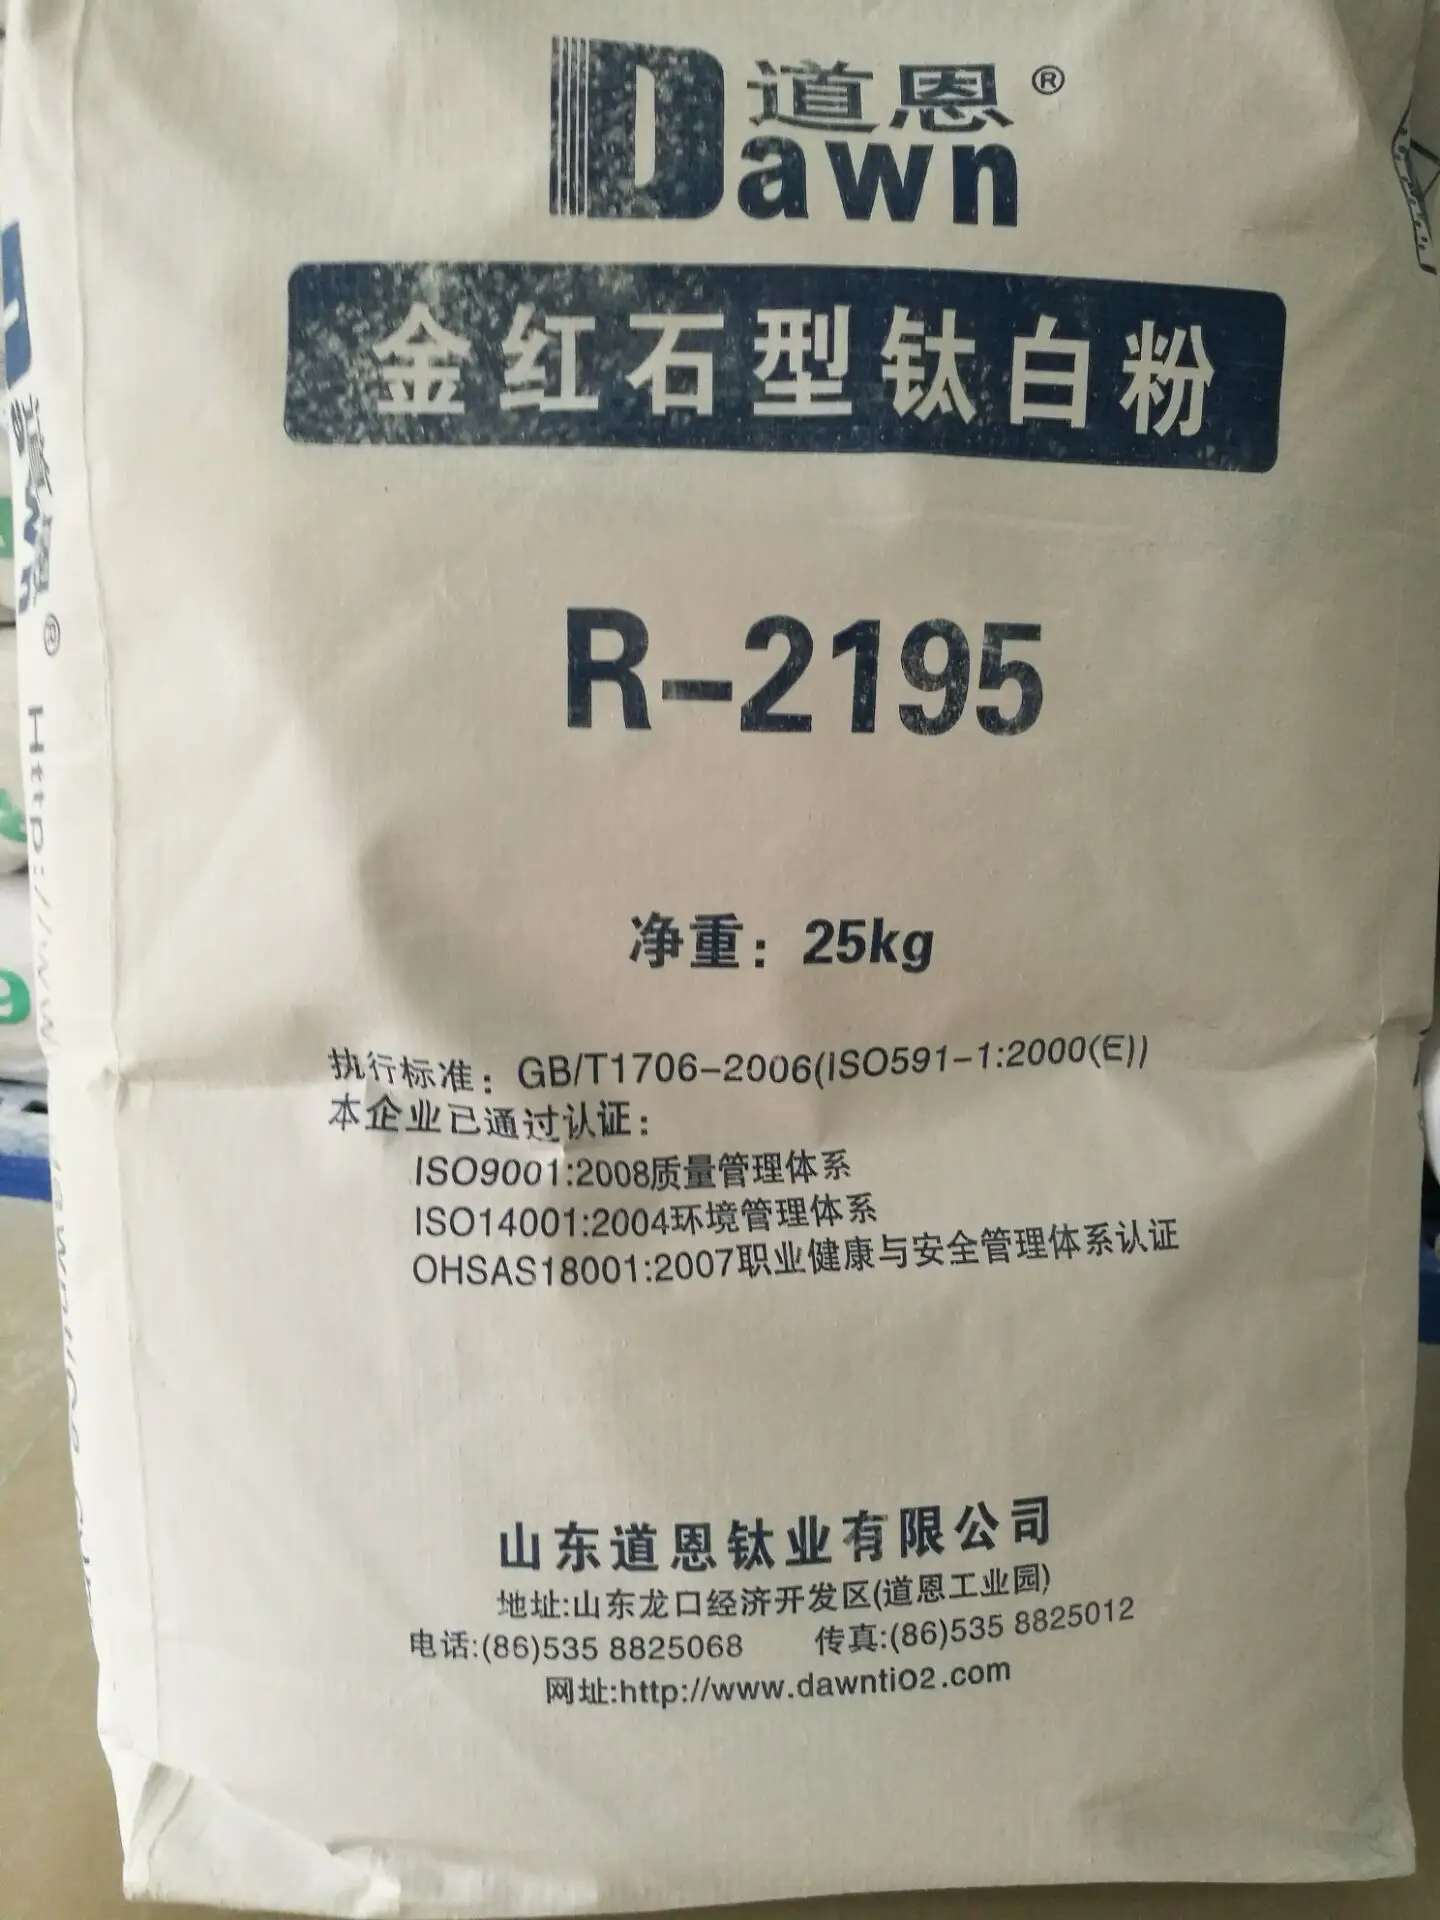 道恩®
Dawn
金红石型钛白粉
R-2195
净重：25kg
执行标准：GB/T1706-2006(ISO591-1:2000(E))
本企业已通过认证：
ISO9001:2008质量管理体系
ISO14001:2004环境管理体系
OHSAS18001:2007职业健康与安全管理体系认证
山东道恩钛业有限公司
地址:山东龙口经济开发区(道恩工业园)
电话:(86)535 8825068 传真:(86)535 8825012
网址:http://www.dawntio2.com
道恩®
Http://www
9